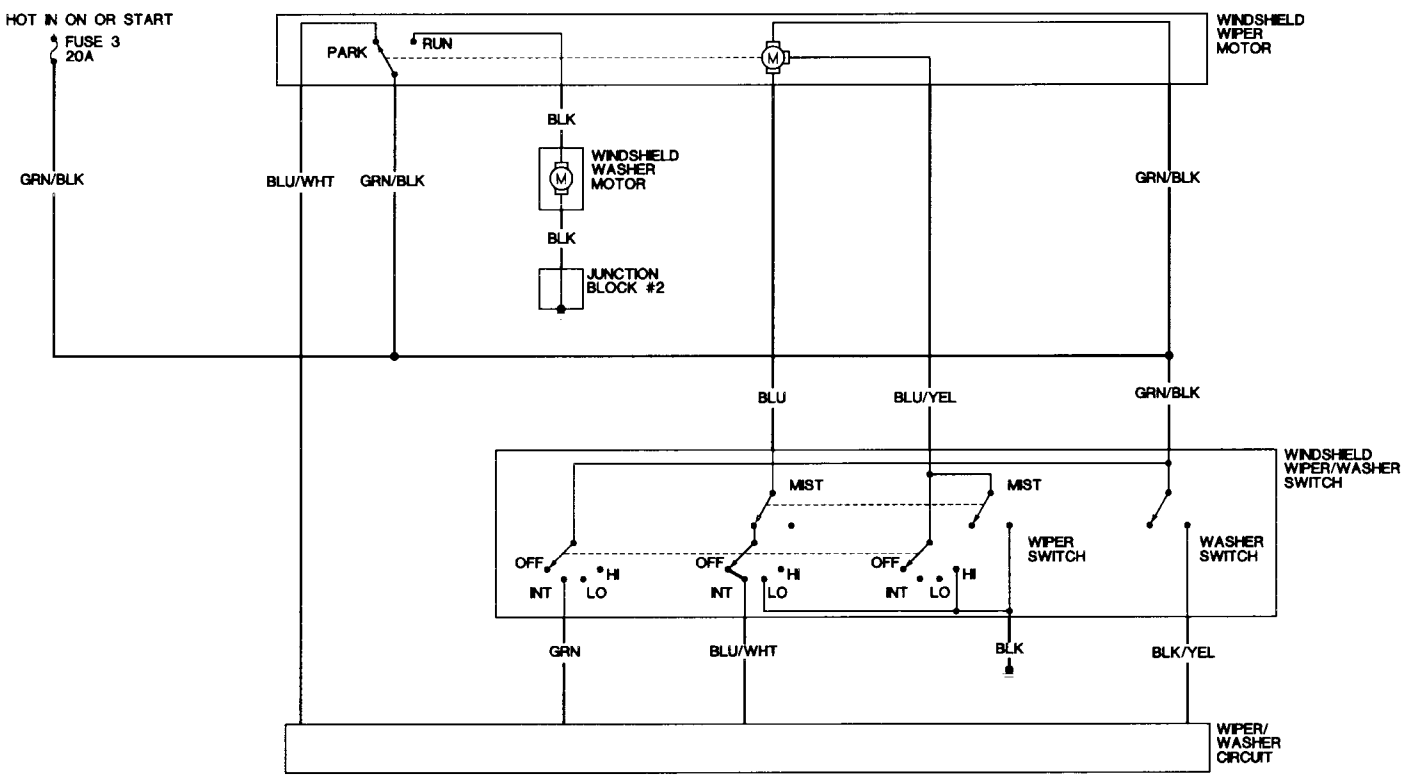 HOT IN ON OR START
FUSE 3
20A
PARK
RUN
M
WINDSHIELD
WIPER
MOTOR
BLK
WINDSHIELD
WASHER
MOTOR
M
GRN/BLK
BLU/WHT
GRN/BLK
GRN/BLK
BLK
JUNCTION
BLOCK #2
BLU
BLU/YEL
GRN/BLK
WINDSHIELD
WIPER/WASHER
SWITCH
MIST
MIST
WIPER
SWITCH
WASHER
SWITCH
OFF
HI
INT
LO
OFF
HI
INT
LO
OFF
HI
INT
LO
GRN
BLU/WHT
BLK
BLK/YEL
WIPER/
WASHER
CIRCUIT